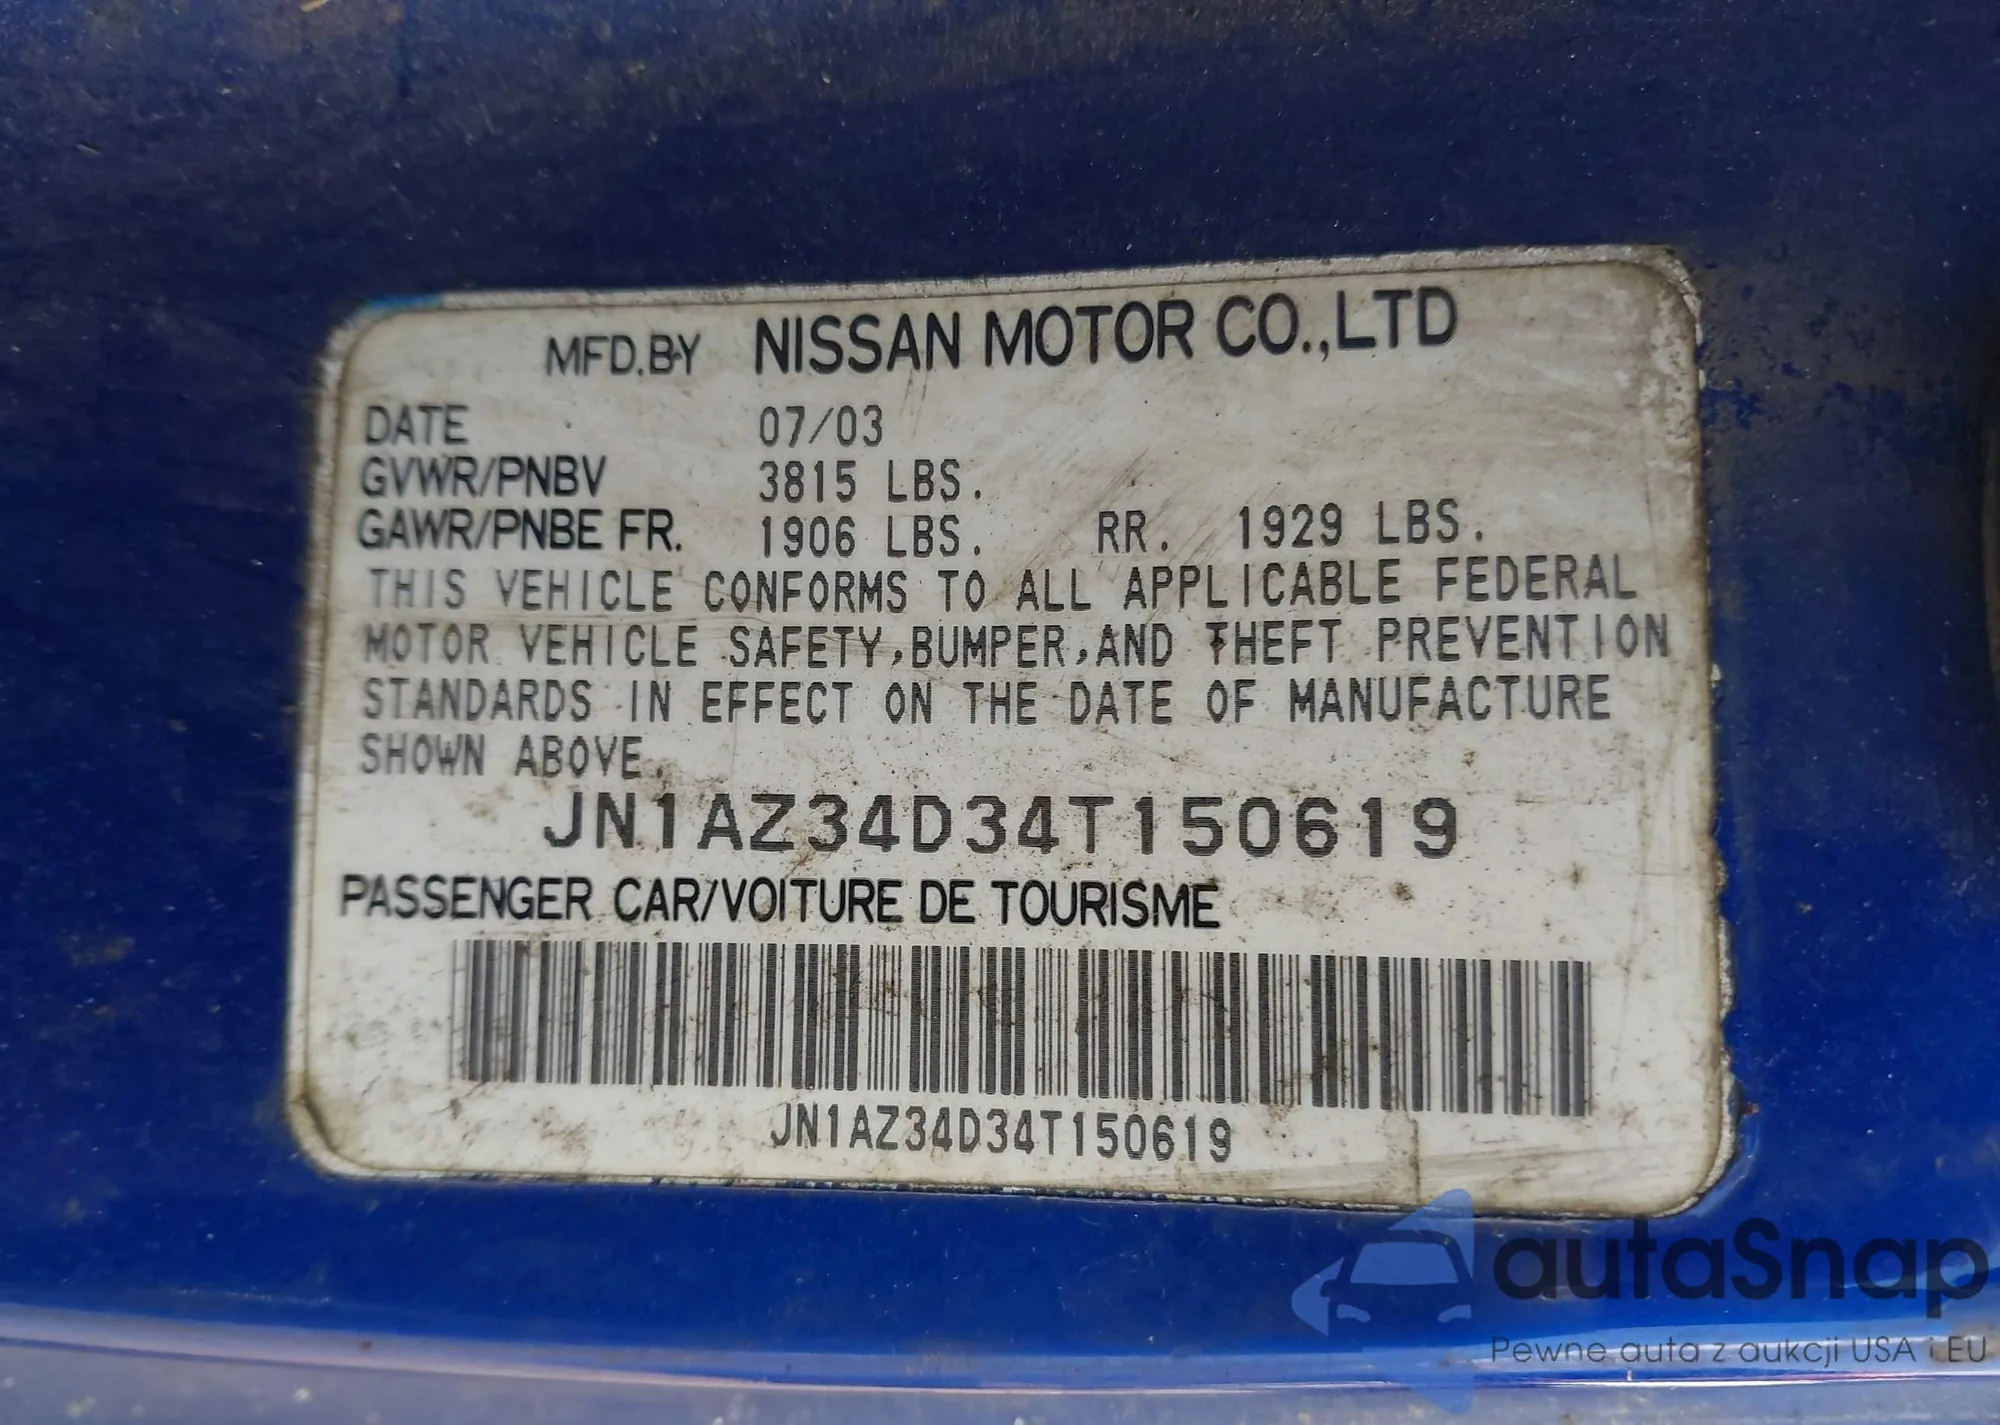 MFD.BY NISSAN MOTOR CO.,LTD
DATE 07/03
GVWR/PNBV 3815 LBS.
GAWR/PNBE FR. 1906 LBS. RR. 1929 LBS.
THIS VEHICLE CONFORMS TO ALL APPLICABLE FEDERAL
MOTOR VEHICLE SAFETY,BUMPER,AND THEFT PREVENTION
STANDARDS IN EFFECT ON THE DATE OF MANUFACTURE
SHOWN ABOVE.
JN1AZ34D34T150619
PASSENGER CAR/VOITURE DE TOURISME
JN1AZ34D34T150619
autaSnap
Pewne auta z aukcji USA i EU